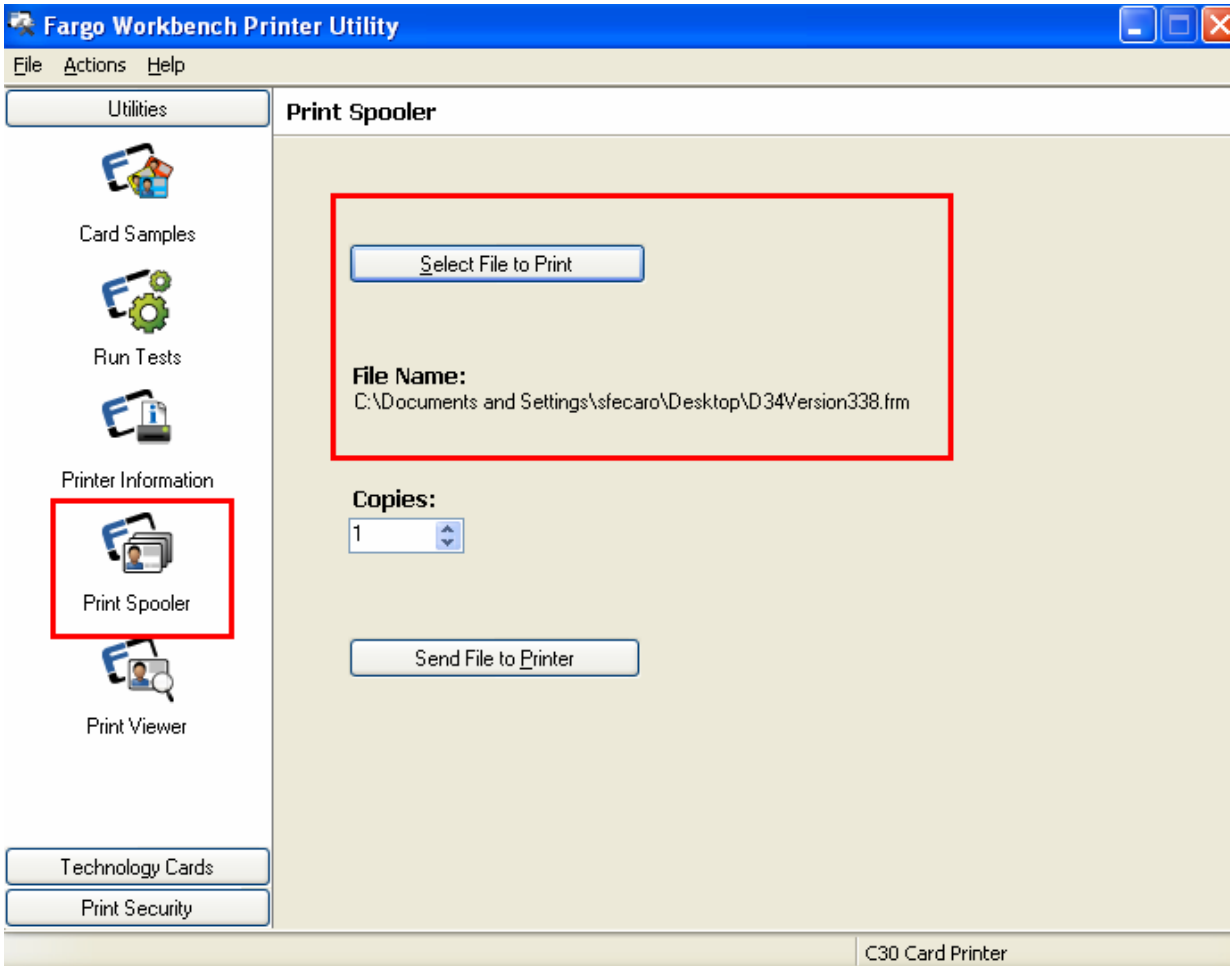 Fargo Workbench Printer Utility
File Actions Help
Utilities
Card Samples
Run Tests
Printer Information
Print Spooler
Print Viewer
Technology Cards
Print Security
Print Spooler
Select File to Print
File Name:
C:\Documents and Settings\sfecaro\Desktop\D34Version338.frm
Copies:
1
Send File to Printer
C30 Card Printer